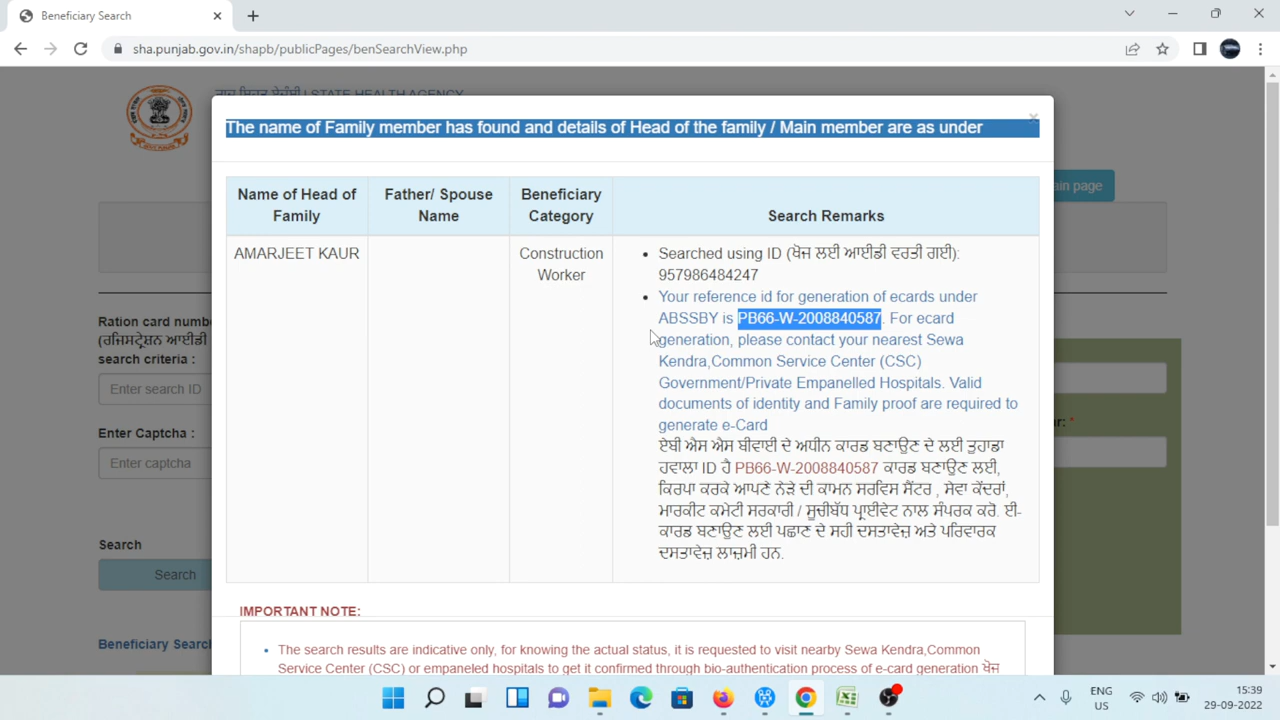 Beneficiary Search
sha.punjab.gov.in/shapb/publicPages/benSearchView.php
STATE HEALTH AGENCY
ain page
The name of Family member has found and details of Head of the family / Main member are as under
Name of Head of Family
Father/ Spouse Name
Beneficiary Category
Search Remarks
AMARJEET KAUR
Construction Worker
Searched using ID (ਖੋਜ ਲਈ ਆਈਡੀ ਵਰਤੀ ਗਈ):
957986484247
Your reference id for generation of ecards under
ABSSBY is PB66-W-2008840587. For ecard
generation, please contact your nearest Sewa
Kendra,Common Service Center (CSC)
Government/Private Empanelled Hospitals. Valid
documents of identity and Family proof are required to
generate e-Card
ਏਬੀ ਐਸ ਐਸ ਬੀਵਾਈ ਦੇ ਅਧੀਨ ਕਾਰਡ ਬਣਾਉਣ ਦੇ ਲਈ ਤੁਹਾਡਾ
ਹਵਾਲਾ ID ਹੈ PB66-W-2008840587 ਕਾਰਡ ਬਣਾਉਣ ਲਈ,
ਕਿਰਪਾ ਕਰਕੇ ਆਪਣੇ ਨੇੜੇ ਦੀ ਕਾਮਨ ਸਰਵਿਸ ਸੈਂਟਰ , ਸੇਵਾ ਕੇਂਦਰਾਂ,
ਮਾਰਕੀਟ ਕਮੇਟੀ ਸਰਕਾਰੀ / ਸੂਚੀਬੱਧ ਪ੍ਰਾਈਵੇਟ ਨਾਲ ਸੰਪਰਕ ਕਰੋ. ਈ-
ਕਾਰਡ ਬਣਾਉਣ ਲਈ ਪਛਾਣ ਦੇ ਸਹੀ ਦਸਤਾਵੇਜ਼ ਅਤੇ ਪਰਿਵਾਰਕ
ਦਸਤਾਵੇਜ਼ ਲਾਜ਼ਮੀ ਹਨ.
Ration card numb
(ਰਜਿਸਟ੍ਰੇਸ਼ਨ ਆਈਡੀ
search criteria :
Enter search ID
Enter Captcha :
Enter captcha
ur: *
Search
Search
Beneficiary Searc
IMPORTANT NOTE:
The search results are indicative only, for knowing the actual status, it is requested to visit nearby Sewa Kendra,Common
Service Center (CSC) or empaneled hospitals to get it confirmed through bio-authentication process of e-card generation ਖੋਜ
ENG
US
15:39
29-09-2022